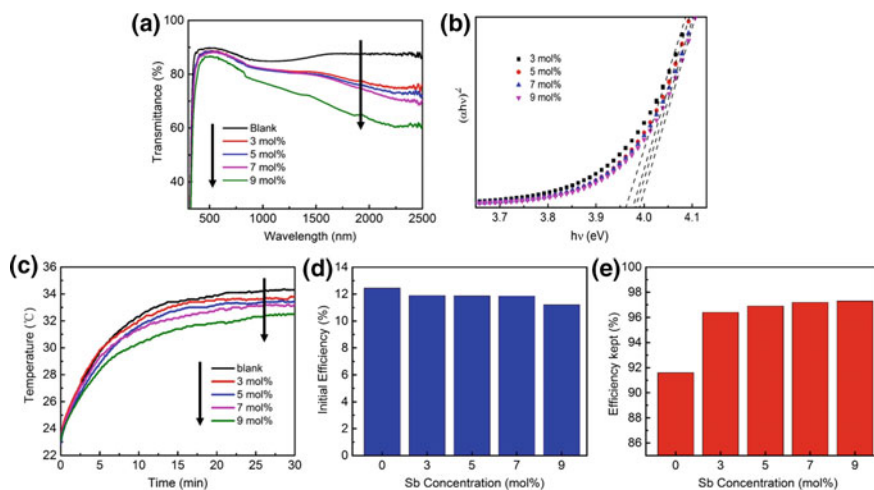 (a)
Transmittance (%)
100
80
60
40
Blank
3 mol%
5 mol%
7 mol%
9 mol%
500 1000 1500 2000 2500
Wavelength (nm)
(b)
(αhν)²
3 mol%
5 mol%
7 mol%
9 mol%
3.7 3.8 3.9 4.0 4.1
hν (eV)
(c)
Temperature (℃)
36
34
32
30
28
26
24
22
blank
3 mol%
5 mol%
7 mol%
9 mol%
0 5 10 15 20 25 30
Time (min)
(d)
Initial Efficiency (%)
14
12
10
8
6
4
2
0
0 3 5 7 9
Sb Concentration (mol%)
(e)
Efficiency kept (%)
98
96
94
92
90
88
86
0 3 5 7 9
Sb Concentration (mol%)